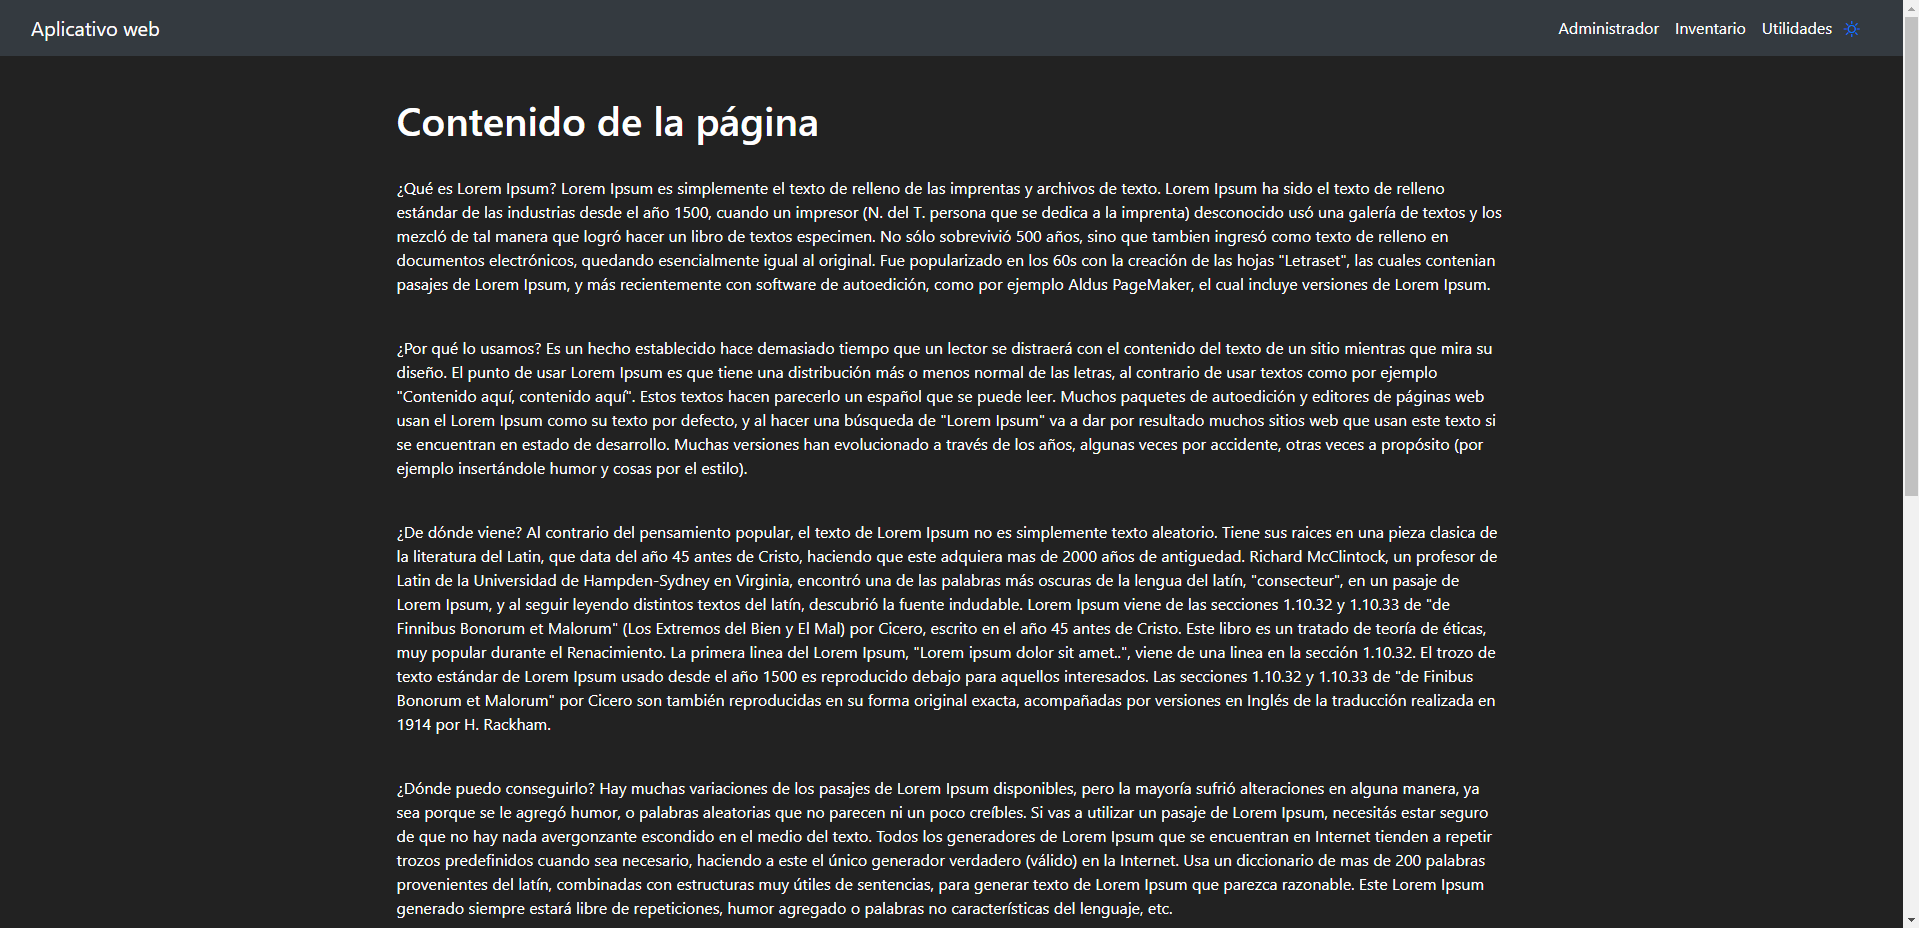 Aplicativo web
Administrador Inventario Utilidades
Contenido de la página
¿Qué es Lorem Ipsum? Lorem Ipsum es simplemente el texto de relleno de las imprentas y archivos de texto. Lorem Ipsum ha sido el texto de relleno
estándar de las industrias desde el año 1500, cuando un impresor (N. del T. persona que se dedica a la imprenta) desconocido usó una galería de textos y los
mezcló de tal manera que logró hacer un libro de textos especimen. No sólo sobrevivió 500 años, sino que tambien ingresó como texto de relleno en
documentos electrónicos, quedando esencialmente igual al original. Fue popularizado en los 60s con la creación de las hojas "Letraset", las cuales contenian
pasajes de Lorem Ipsum, y más recientemente con software de autoedición, como por ejemplo Aldus PageMaker, el cual incluye versiones de Lorem Ipsum.
¿Por qué lo usamos? Es un hecho establecido hace demasiado tiempo que un lector se distraerá con el contenido del texto de un sitio mientras que mira su
diseño. El punto de usar Lorem Ipsum es que tiene una distribución más o menos normal de las letras, al contrario de usar textos como por ejemplo
"Contenido aquí, contenido aquí". Estos textos hacen parecerlo un español que se puede leer. Muchos paquetes de autoedición y editores de páginas web
usan el Lorem Ipsum como su texto por defecto, y al hacer una búsqueda de "Lorem Ipsum" va a dar por resultado muchos sitios web que usan este texto si
se encuentran en estado de desarrollo. Muchas versiones han evolucionado a través de los años, algunas veces por accidente, otras veces a propósito (por
ejemplo insertándole humor y cosas por el estilo).
¿De dónde viene? Al contrario del pensamiento popular, el texto de Lorem Ipsum no es simplemente texto aleatorio. Tiene sus raices en una pieza clasica de
la literatura del Latin, que data del año 45 antes de Cristo, haciendo que este adquiera mas de 2000 años de antiguedad. Richard McClintock, un profesor de
Latin de la Universidad de Hampden-Sydney en Virginia, encontró una de las palabras más oscuras de la lengua del latín, "consecteur", en un pasaje de
Lorem Ipsum, y al seguir leyendo distintos textos del latín, descubrió la fuente indudable. Lorem Ipsum viene de las secciones 1.10.32 y 1.10.33 de "de
Finnibus Bonorum et Malorum" (Los Extremos del Bien y El Mal) por Cicero, escrito en el año 45 antes de Cristo. Este libro es un tratado de teoría de éticas,
muy popular durante el Renacimiento. La primera linea del Lorem Ipsum, "Lorem ipsum dolor sit amet..", viene de una linea en la sección 1.10.32. El trozo de
texto estándar de Lorem Ipsum usado desde el año 1500 es reproducido debajo para aquellos interesados. Las secciones 1.10.32 y 1.10.33 de "de Finibus
Bonorum et Malorum" por Cicero son también reproducidas en su forma original exacta, acompañadas por versiones en Inglés de la traducción realizada en
1914 por H. Rackham.
¿Dónde puedo conseguirlo? Hay muchas variaciones de los pasajes de Lorem Ipsum disponibles, pero la mayoría sufrió alteraciones en alguna manera, ya
sea porque se le agregó humor, o palabras aleatorias que no parecen ni un poco creíbles. Si vas a utilizar un pasaje de Lorem Ipsum, necesitás estar seguro
de que no hay nada avergonzante escondido en el medio del texto. Todos los generadores de Lorem Ipsum que se encuentran en Internet tienden a repetir
trozos predefinidos cuando sea necesario, haciendo a este el único generador verdadero (válido) en la Internet. Usa un diccionario de mas de 200 palabras
provenientes del latín, combinadas con estructuras muy útiles de sentencias, para generar texto de Lorem Ipsum que parezca razonable. Este Lorem Ipsum
generado siempre estará libre de repeticiones, humor agregado o palabras no características del lenguaje, etc.